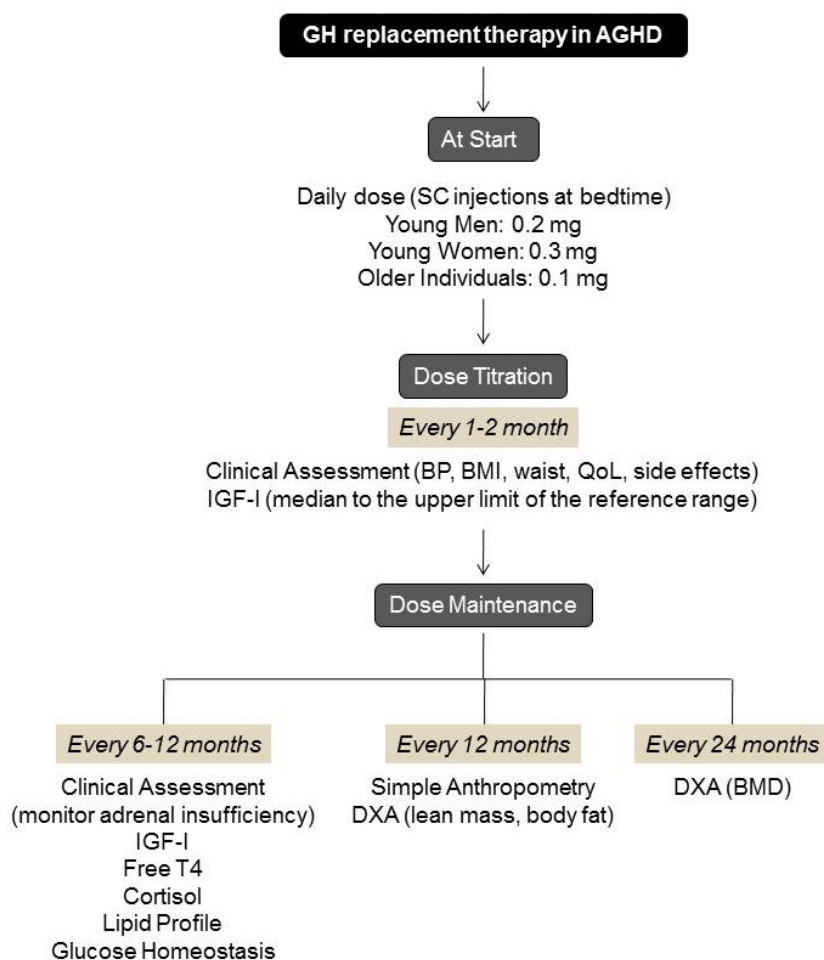 GH replacement therapy in AGHD
At Start
Daily dose (SC injections at bedtime)
Young Men: 0.2 mg
Young Women: 0.3 mg
Older Individuals: 0.1 mg
Dose Titration
Every 1-2 month
Clinical Assessment (BP, BMI, waist, QoL, side effects)
IGF-I (median to the upper limit of the reference range)
Dose Maintenance
Every 6-12 months
Clinical Assessment
(monitor adrenal insufficiency)
IGF-I
Free T4
Cortisol
Lipid Profile
Glucose Homeostasis
Every 12 months
Simple Anthropometry
DXA (lean mass, body fat)
Every 24 months
DXA (BMD)